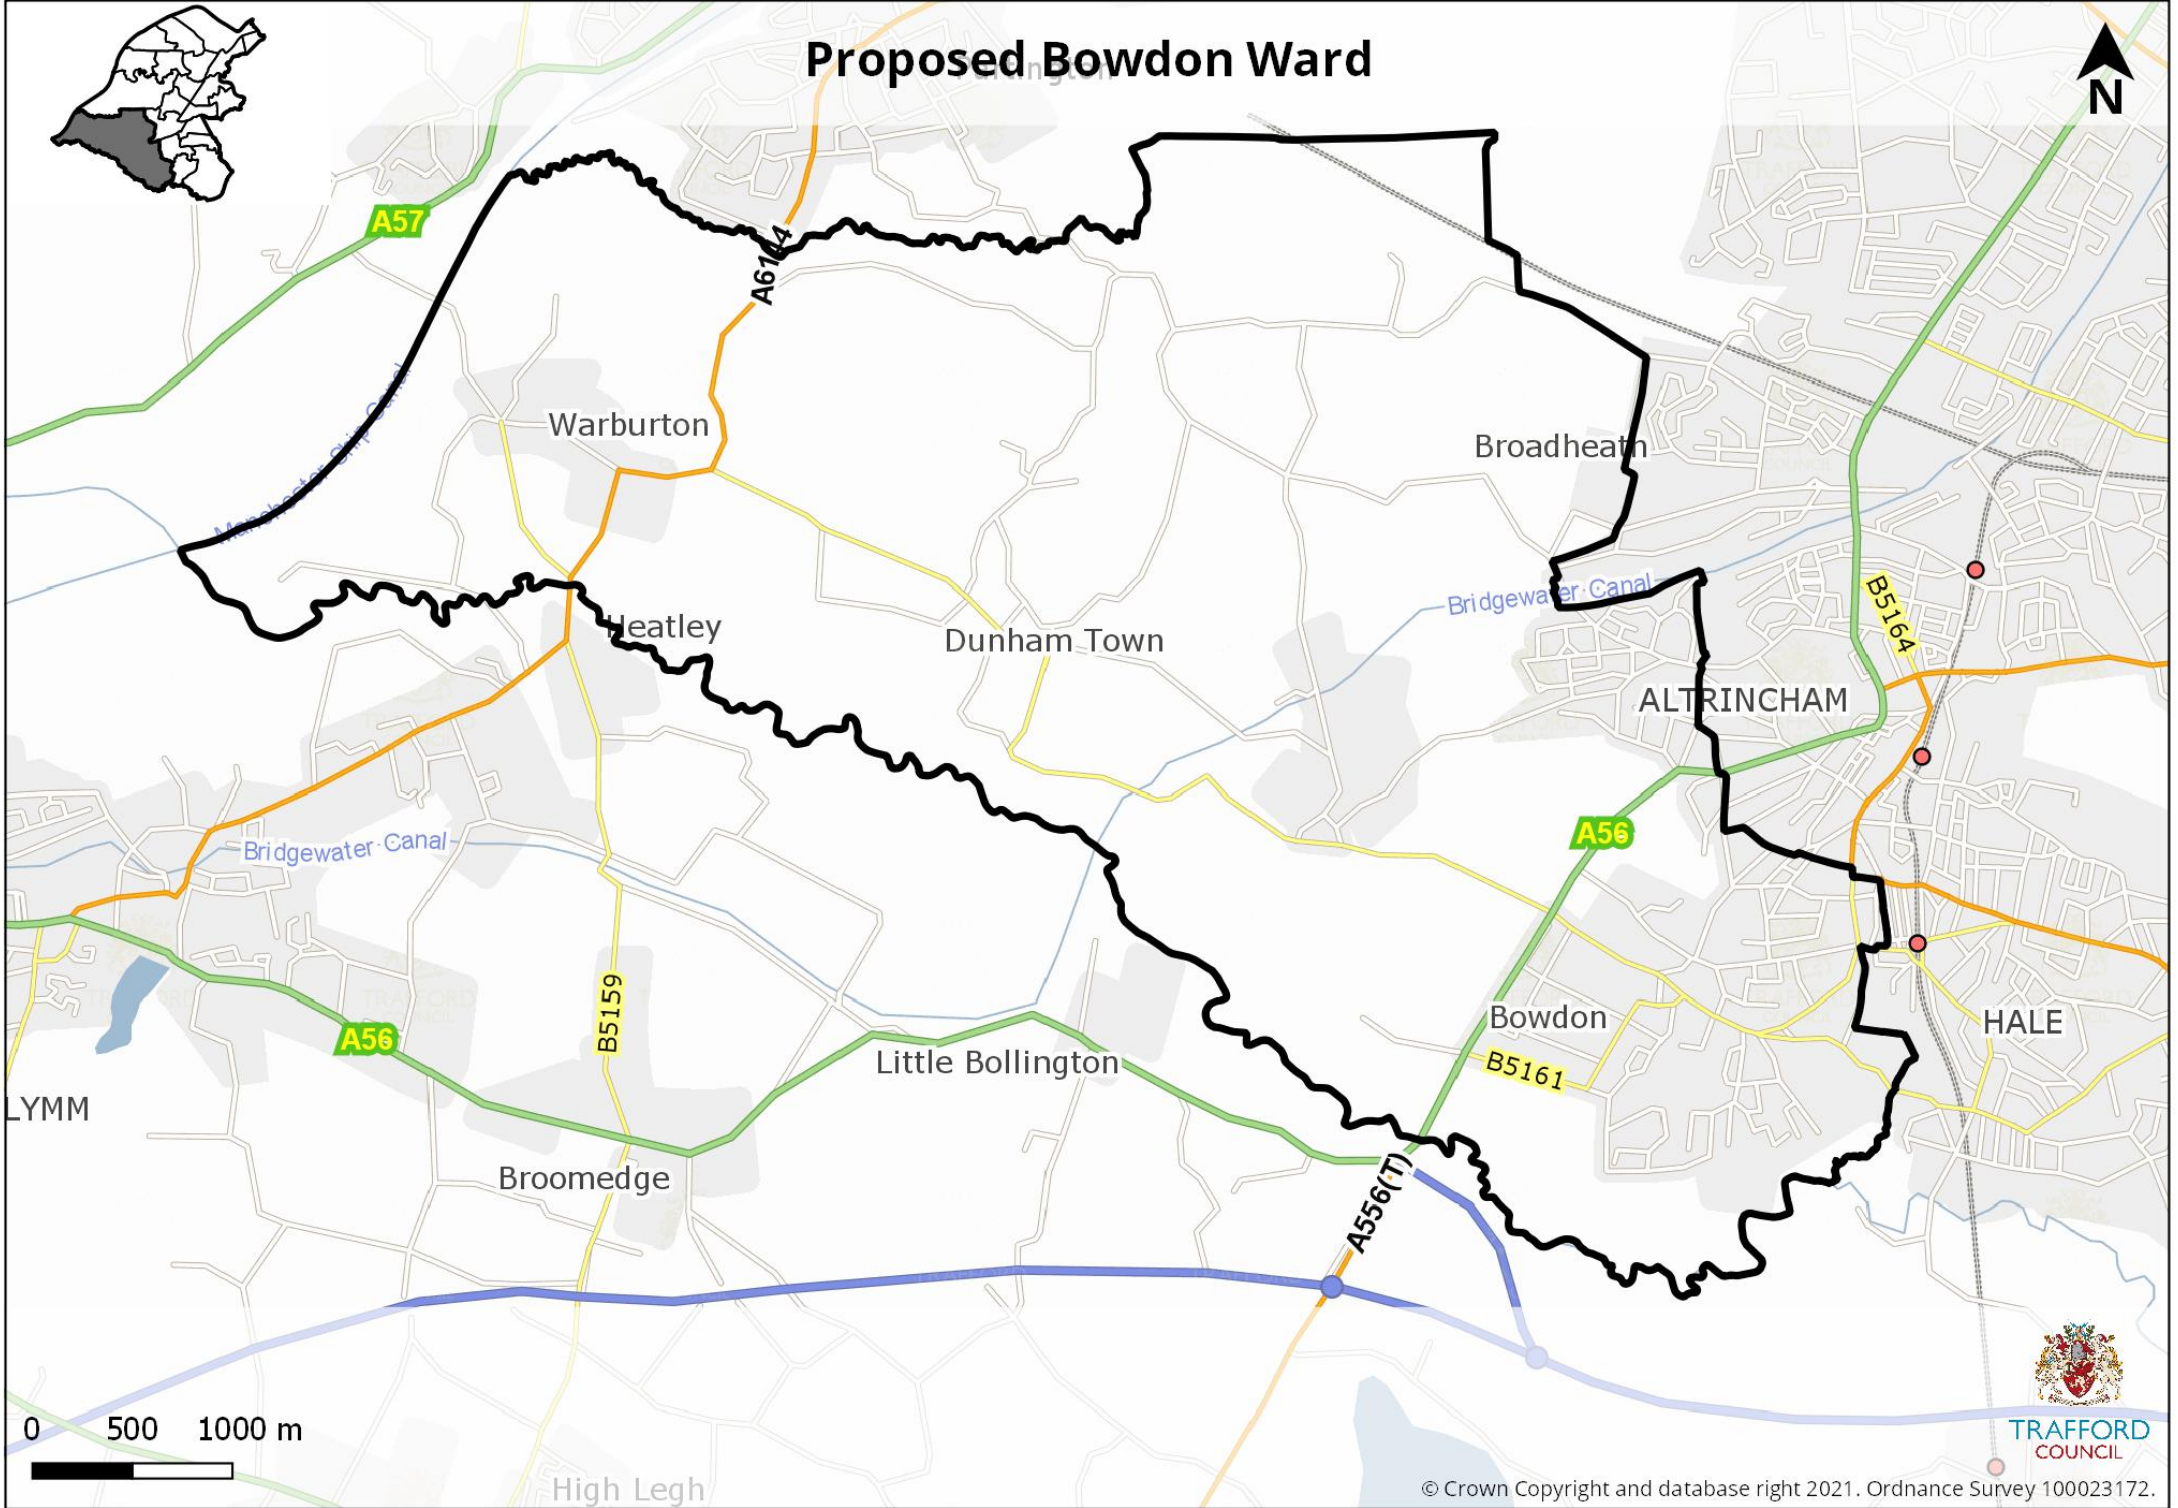 Proposed Bowdon Ward
Partington
N
A57
A6144
Manchester Ship Canal
Warburton
Broadheath
Bridgewater Canal
B5164
Heatley
Dunham Town
ALTRINCHAM
A56
Bridgewater Canal
B5159
Bowdon
HALE
A56
Little Bollington
B5161
LYMM
Broomedge
A556(T)
0 500 1000 m
High Legh
TRAFFORD
COUNCIL
© Crown Copyright and database right 2021. Ordnance Survey 100023172.